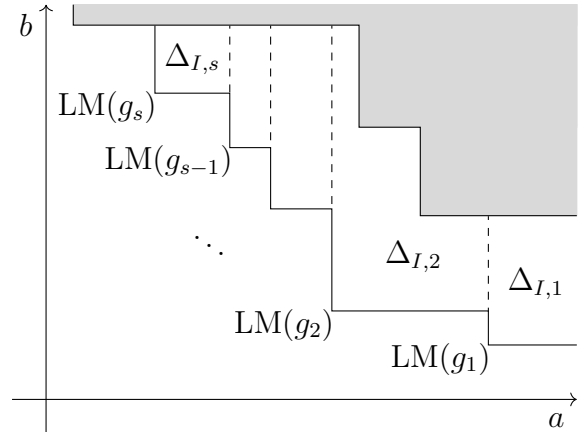 b
Δ_{I,s}
LM(g_s)
LM(g_{s−1})
⋱
Δ_{I,2}
Δ_{I,1}
LM(g_2)
LM(g_1)
a